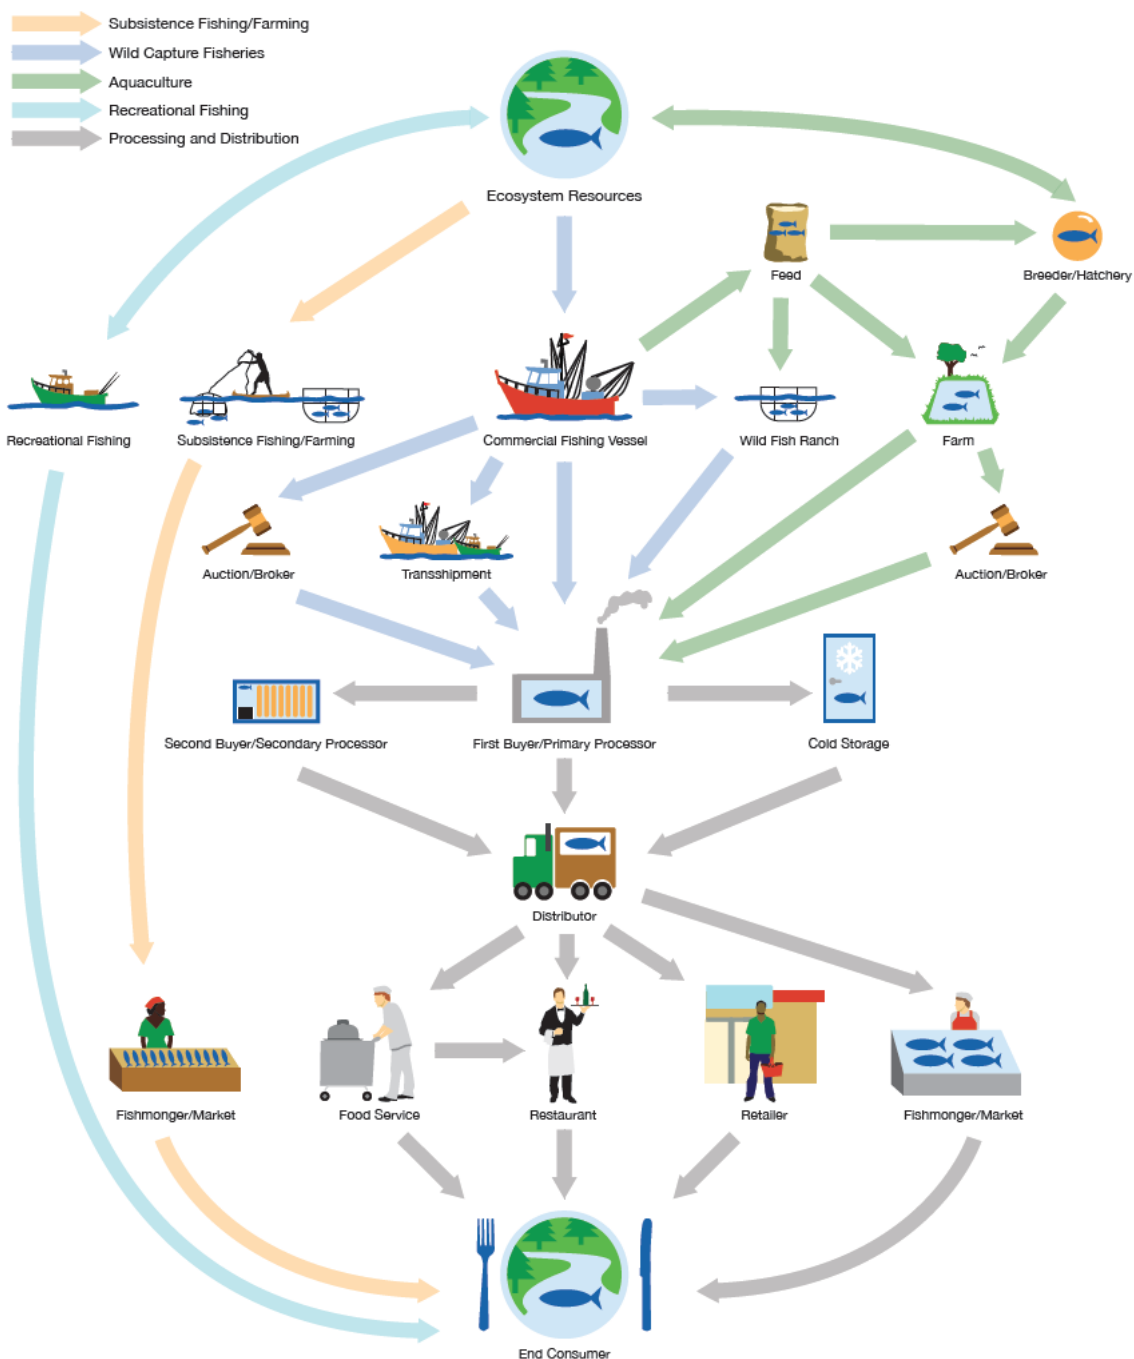 Subsistence Fishing/Farming
Wild Capture Fisheries
Aquaculture
Recreational Fishing
Processing and Distribution
Ecosystem Resources
Feed
Breeder/Hatchery
Recreational Fishing
Subsistence Fishing/Farming
Commercial Fishing Vessel
Wild Fish Ranch
Farm
Auction/Broker
Transshipment
Auction/Broker
Second Buyer/Secondary Processor
First Buyer/Primary Processor
Cold Storage
Distributor
Fishmonger/Market
Food Service
Restaurant
Retailer
Fishmonger/Market
End Consumer